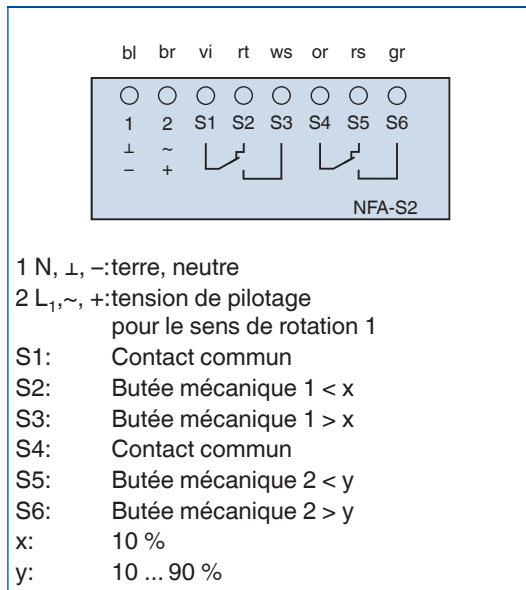 bl br vi rt ws or rs gr
1 2 S1 S2 S3 S4 S5 S6
⊥ ~
– +
NFA-S2
1 N, ⊥, –: terre, neutre
2 L₁,~, +: tension de pilotage
pour le sens de rotation 1
S1: Contact commun
S2: Butée mécanique 1 < x
S3: Butée mécanique 1 > x
S4: Contact commun
S5: Butée mécanique 2 < y
S6: Butée mécanique 2 > y
x: 10 %
y: 10 ... 90 %